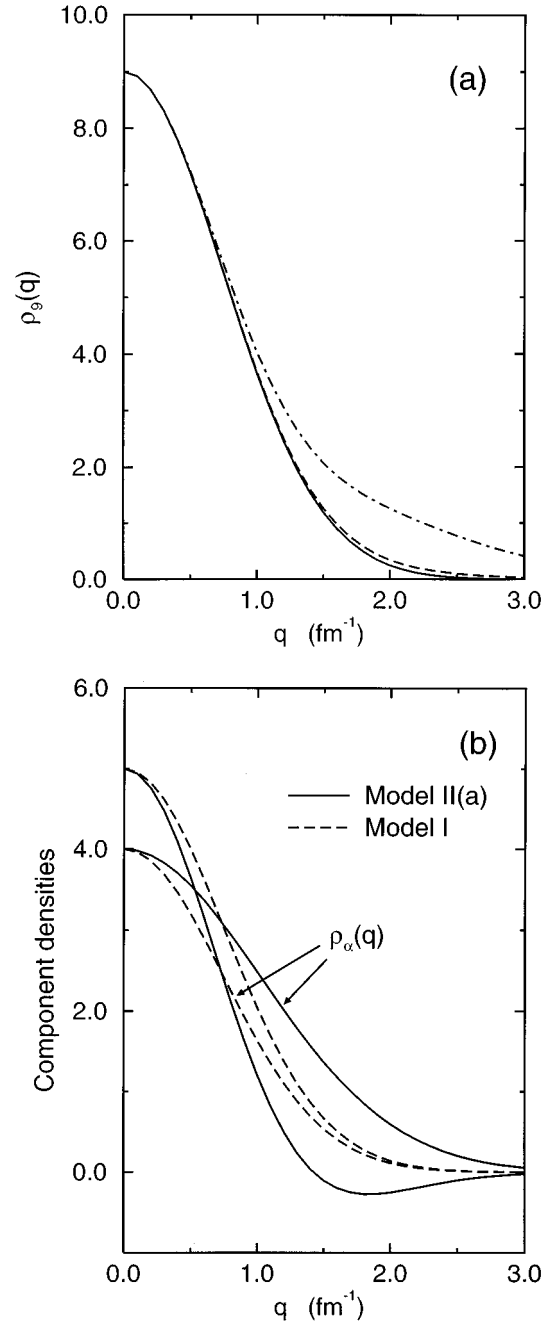 10.0
(a)
8.0
6.0
ρ₉(q)
4.0
2.0
0.0
0.0 1.0 2.0 3.0
q (fm⁻¹)
6.0
(b)
Model II(a)
Model I
4.0
ρα(q)
Component densities
2.0
0.0
0.0 1.0 2.0 3.0
q (fm⁻¹)